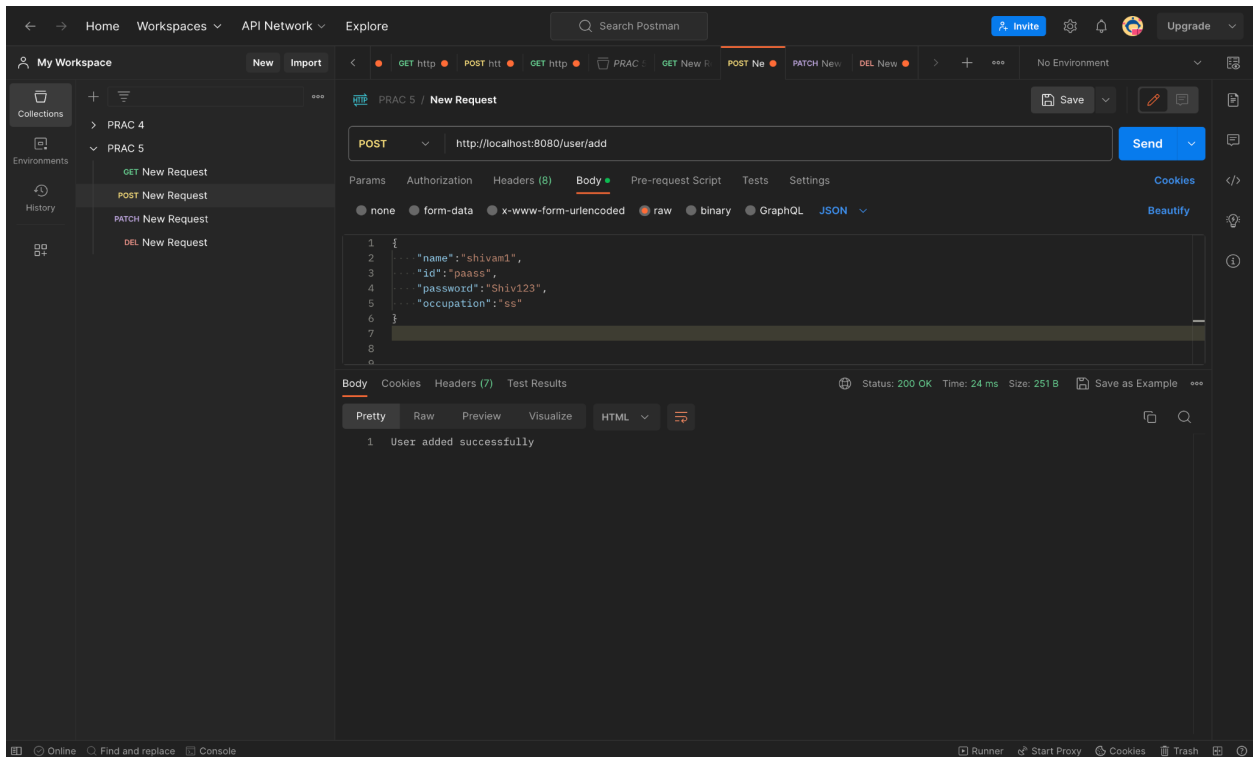 Home Workspaces API Network Explore Search Postman Invite Upgrade
My Workspace New Import GET http POST htt GET http PRAC GET New R POST Ne PATCH New DEL New No Environment
Collections
Environments
History
PRAC 4
PRAC 5
GET New Request
POST New Request
PATCH New Request
DEL New Request
HTTP PRAC 5 / New Request Save
POST http://localhost:8080/user/add Send
Params Authorization Headers (8) Body Pre-request Script Tests Settings Cookies
none form-data x-www-form-urlencoded raw binary GraphQL JSON Beautify
1 {
2 "name":"shivam1",
3 "id":"paass",
4 "password":"Shiv123",
5 "occupation":"ss"
6 }
7
8
9
Body Cookies Headers (7) Test Results Status: 200 OK Time: 24 ms Size: 251 B Save as Example
Pretty Raw Preview Visualize HTML
1 User added successfully
Online Find and replace Console Runner Start Proxy Cookies Trash